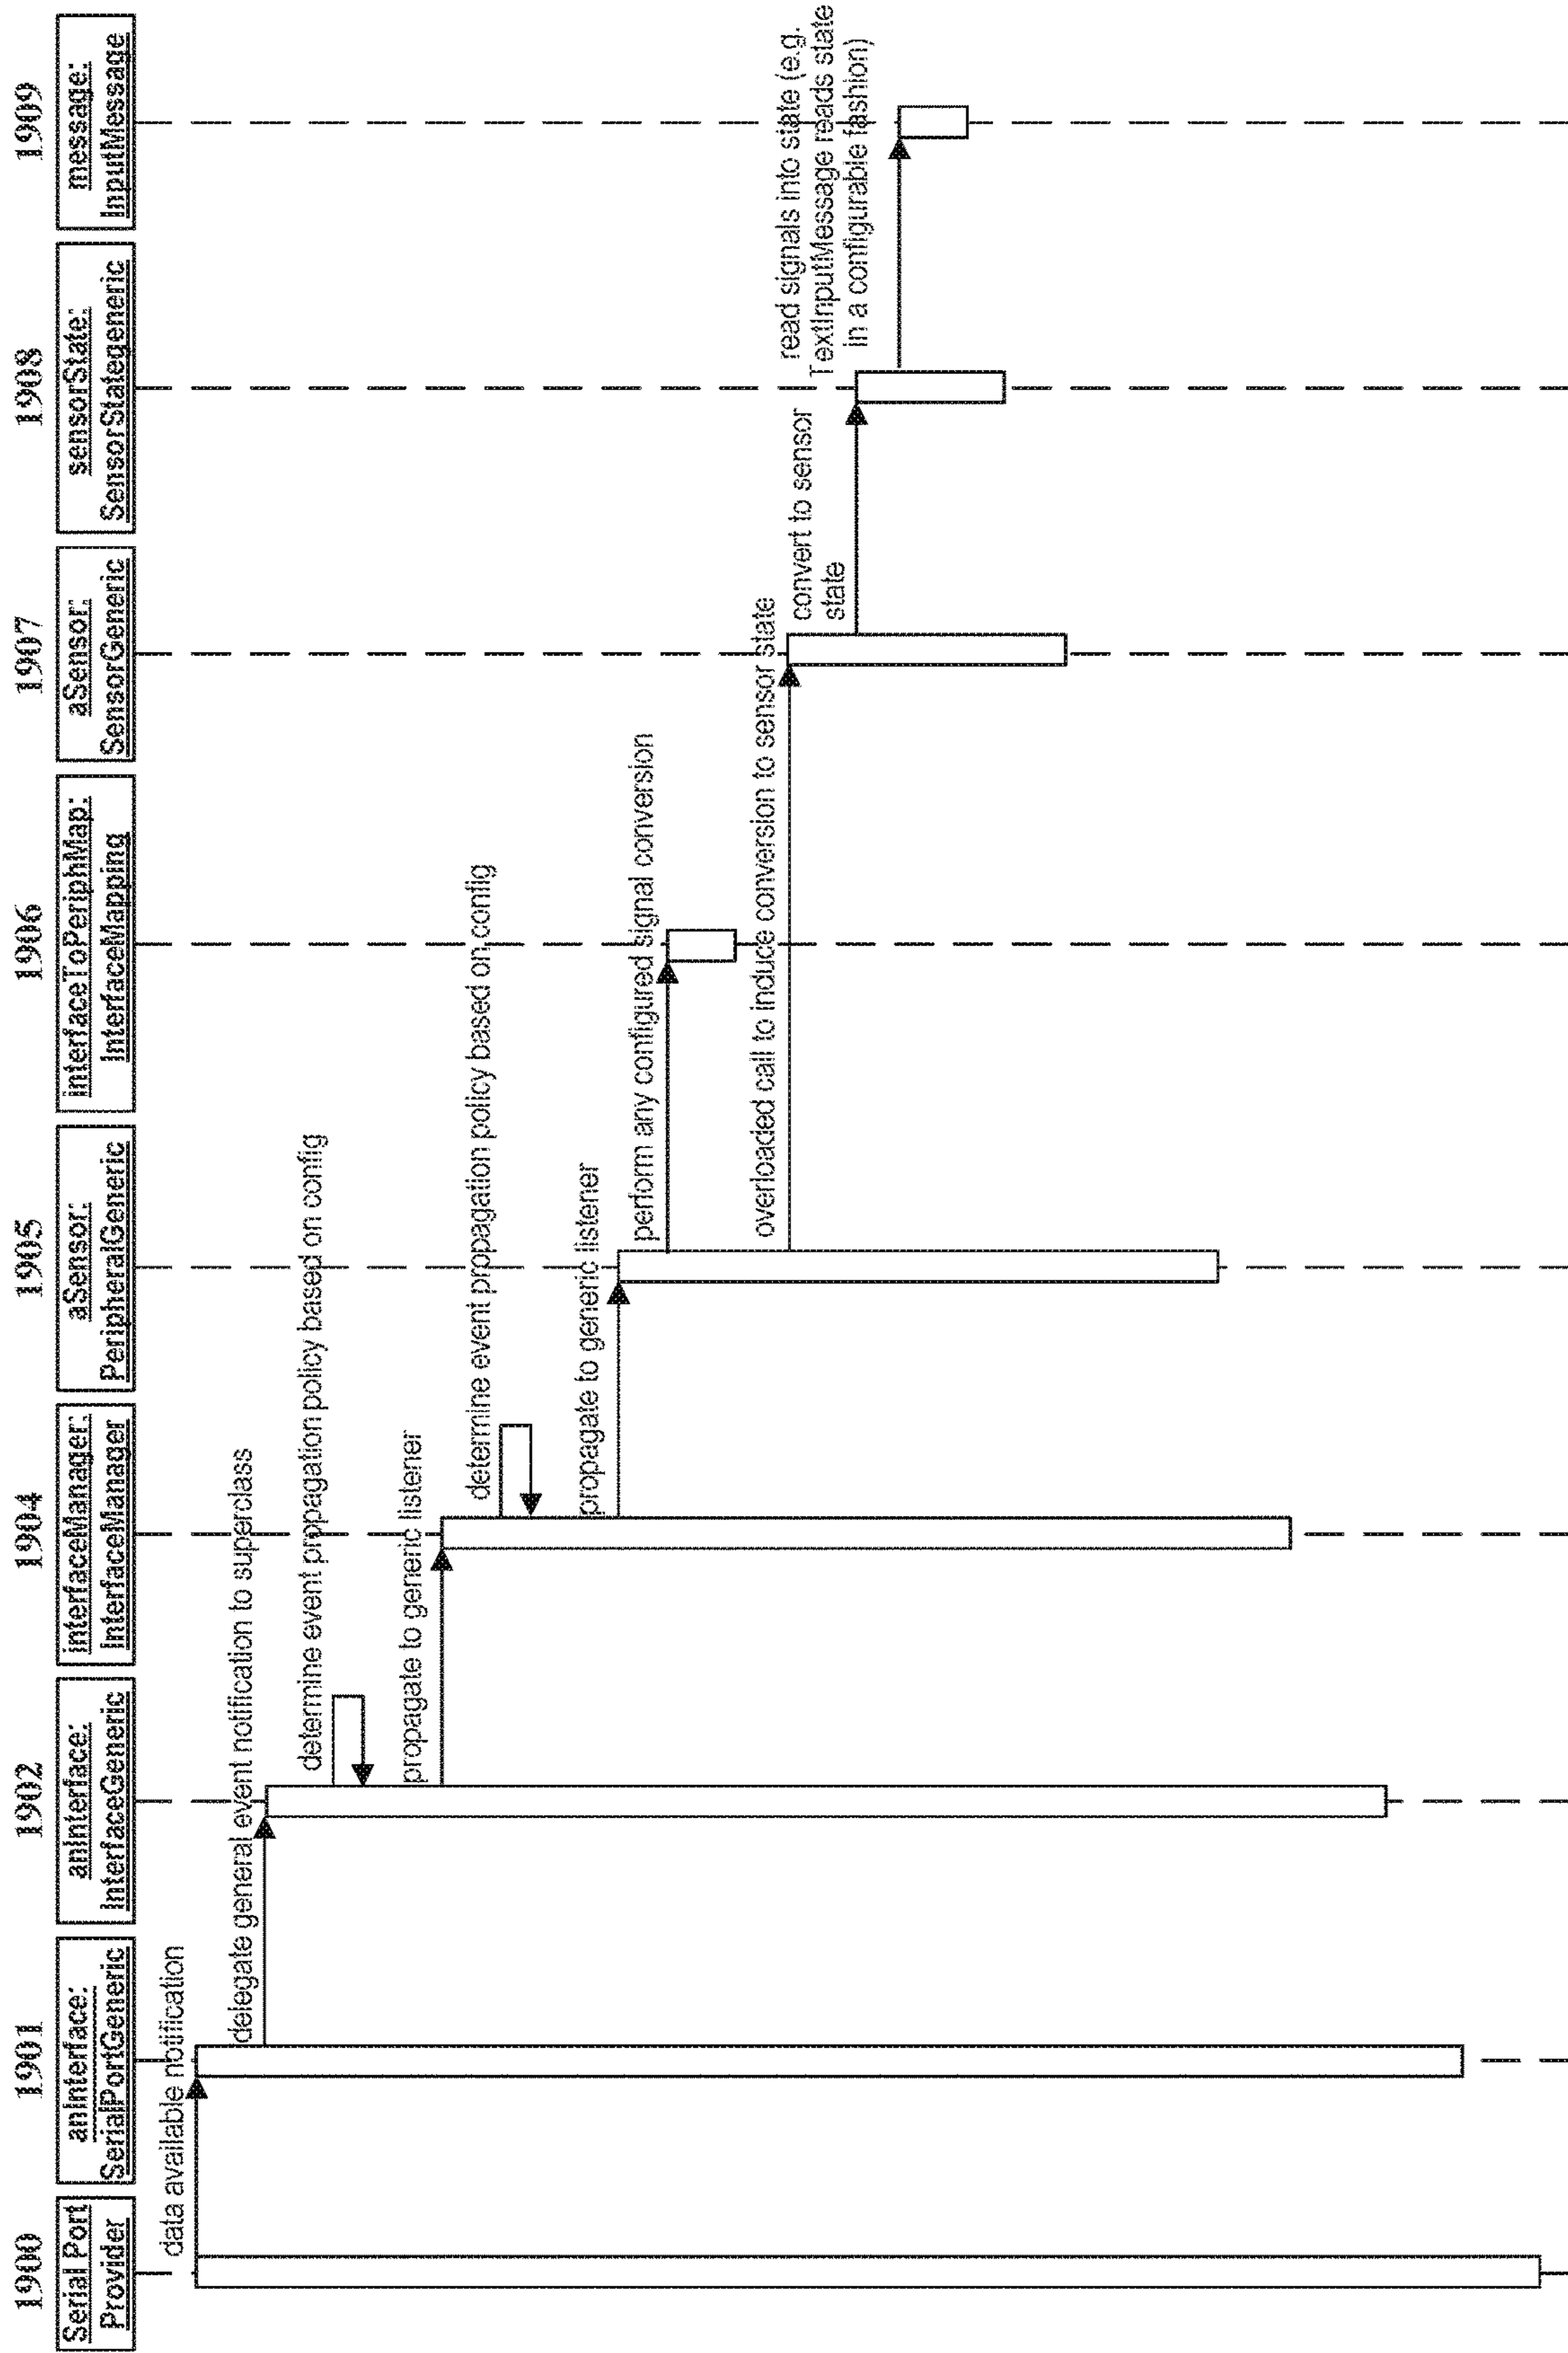 1900
Serial Port
Provider
1901
anInterface:
SerialPortGeneric
1902
anInterface:
InterfaceGeneric
1904
interfaceManager:
InterfaceManager
1905
aSensor:
PeripheralGeneric
1906
interfaceToPeriphMap:
InterfaceMapping
1907
aSensor:
SensorGeneric
1908
sensorState:
SensorStategeneric
1909
message:
InputMessage
data available notification
delegate general event notification to superclass
determine event propagation policy based on config
propagate to generic listener
determine event propagation policy based on config
propagate to generic listener
perform any configured signal conversion
overloaded call to induce conversion to sensor state
convert to sensor
state
read signals into state (e.g.
TextInputMessage reads state
in a configurable fashion)